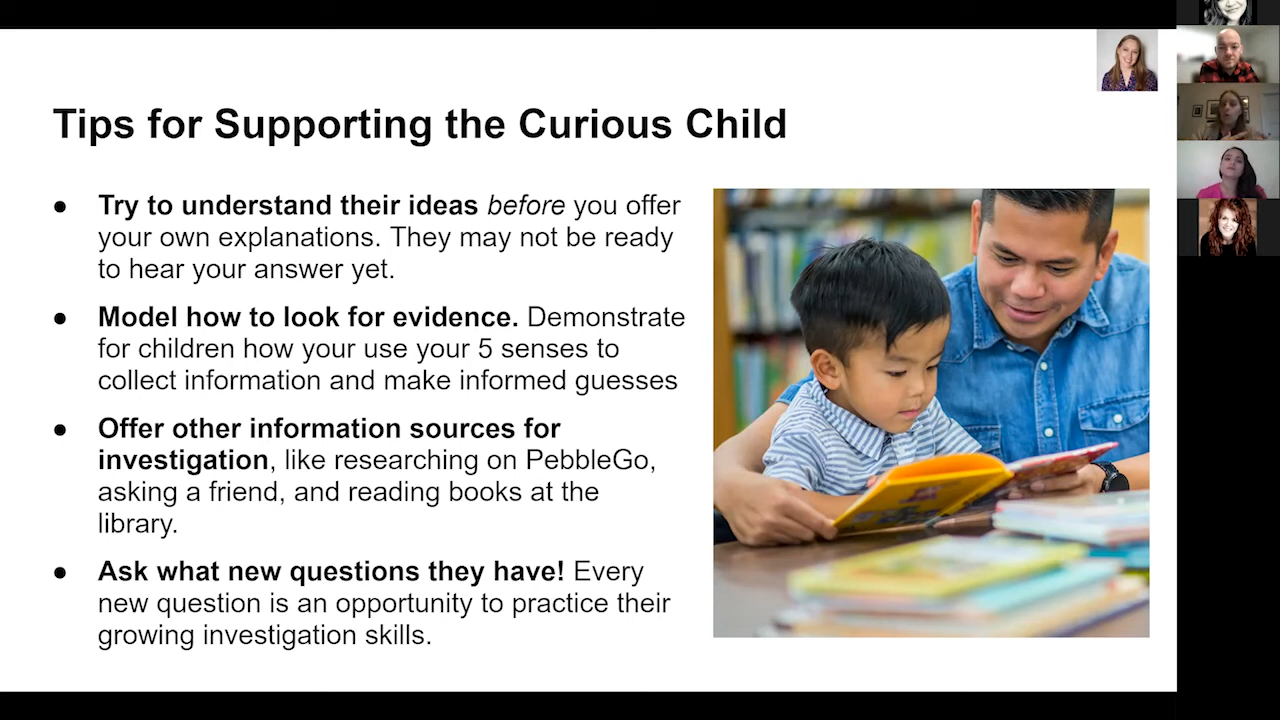 Tips for Supporting the Curious Child
● Try to understand their ideas before you offer
your own explanations. They may not be ready
to hear your answer yet.
● Model how to look for evidence. Demonstrate
for children how your use your 5 senses to
collect information and make informed guesses
● Offer other information sources for
investigation, like researching on PebbleGo,
asking a friend, and reading books at the
library.
● Ask what new questions they have! Every
new question is an opportunity to practice their
growing investigation skills.